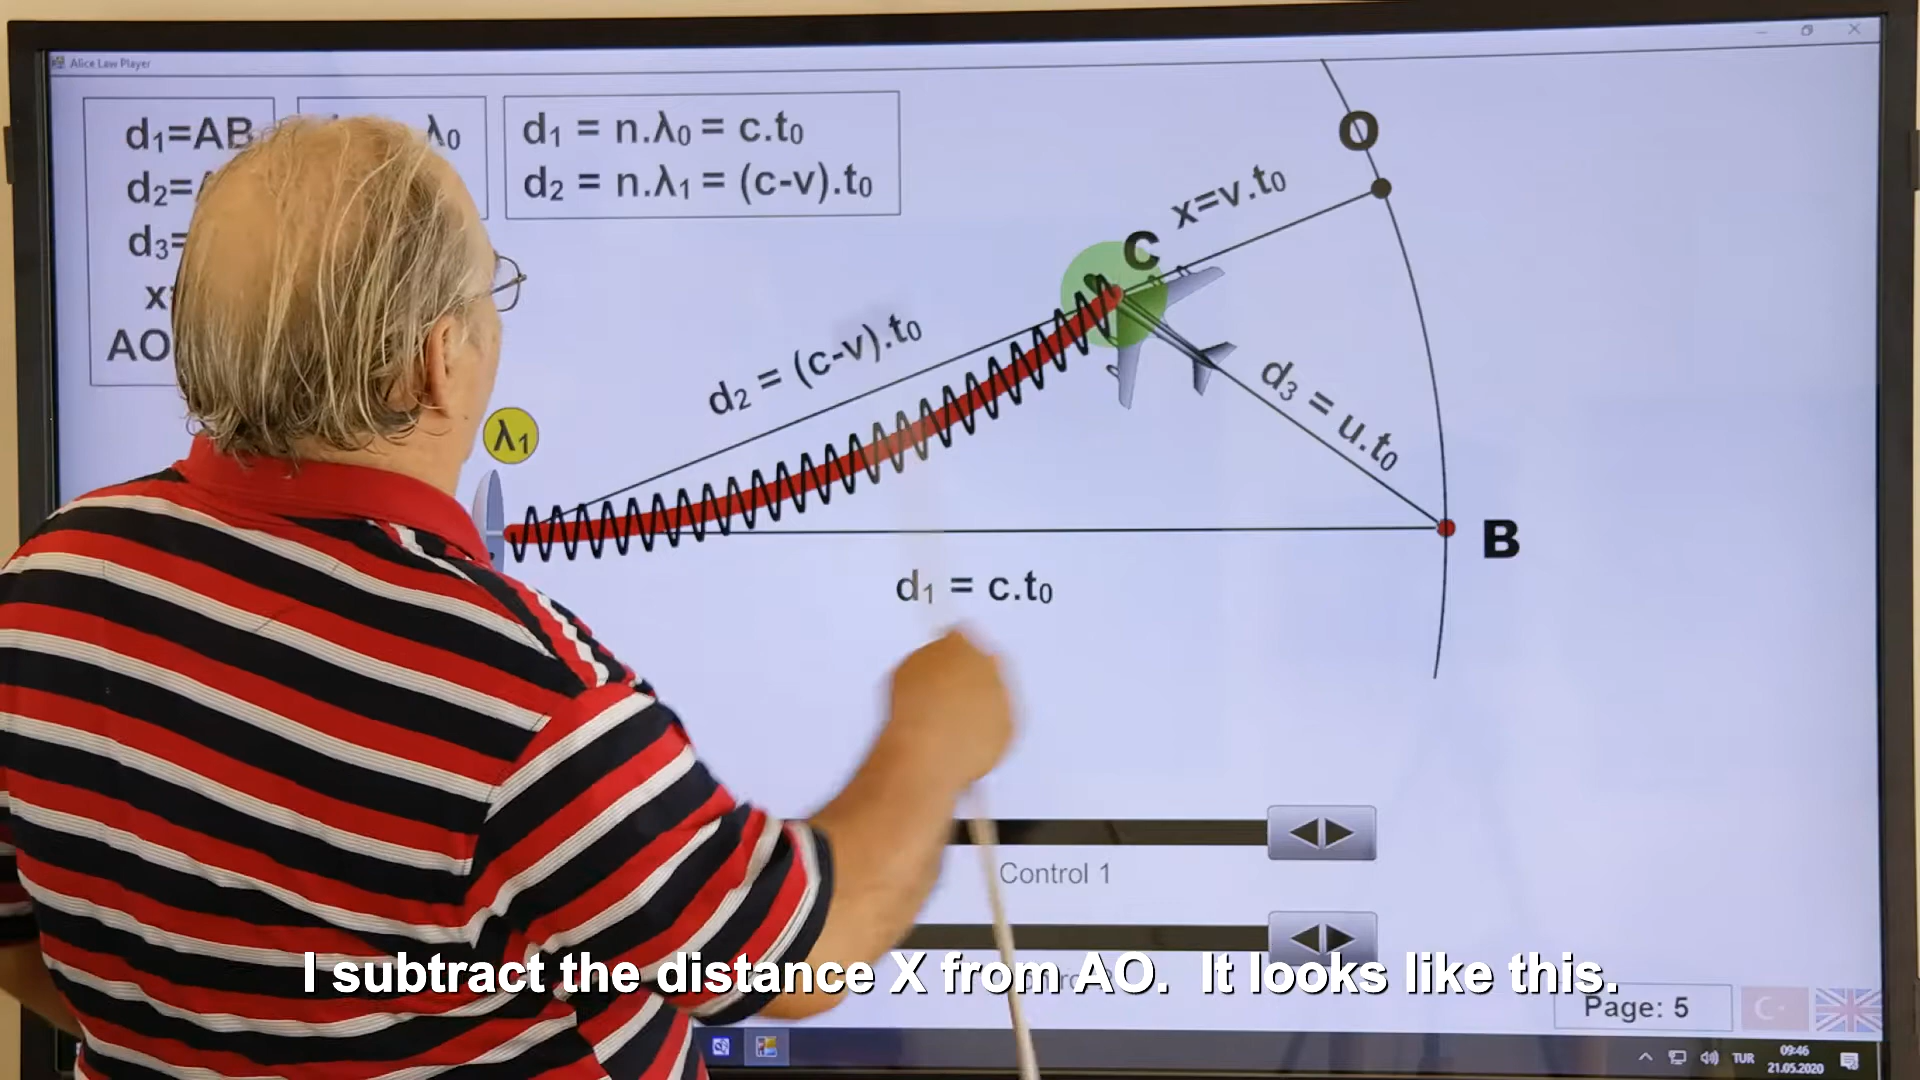 Alice Law Player
d₁=AB
d₂=
d₃=
x
AO
λ₀
d₁ = n.λ₀ = c.t₀
d₂ = n.λ₁ = (c-v).t₀
O
x=v.t₀
C
d₂ = (c-v).t₀
λ₁
d₃ = u.t₀
B
d₁ = c.t₀
Control 1
I subtract the distance X from AO. It looks like this.
Page: 5
TUR
09:46
21.05.2020